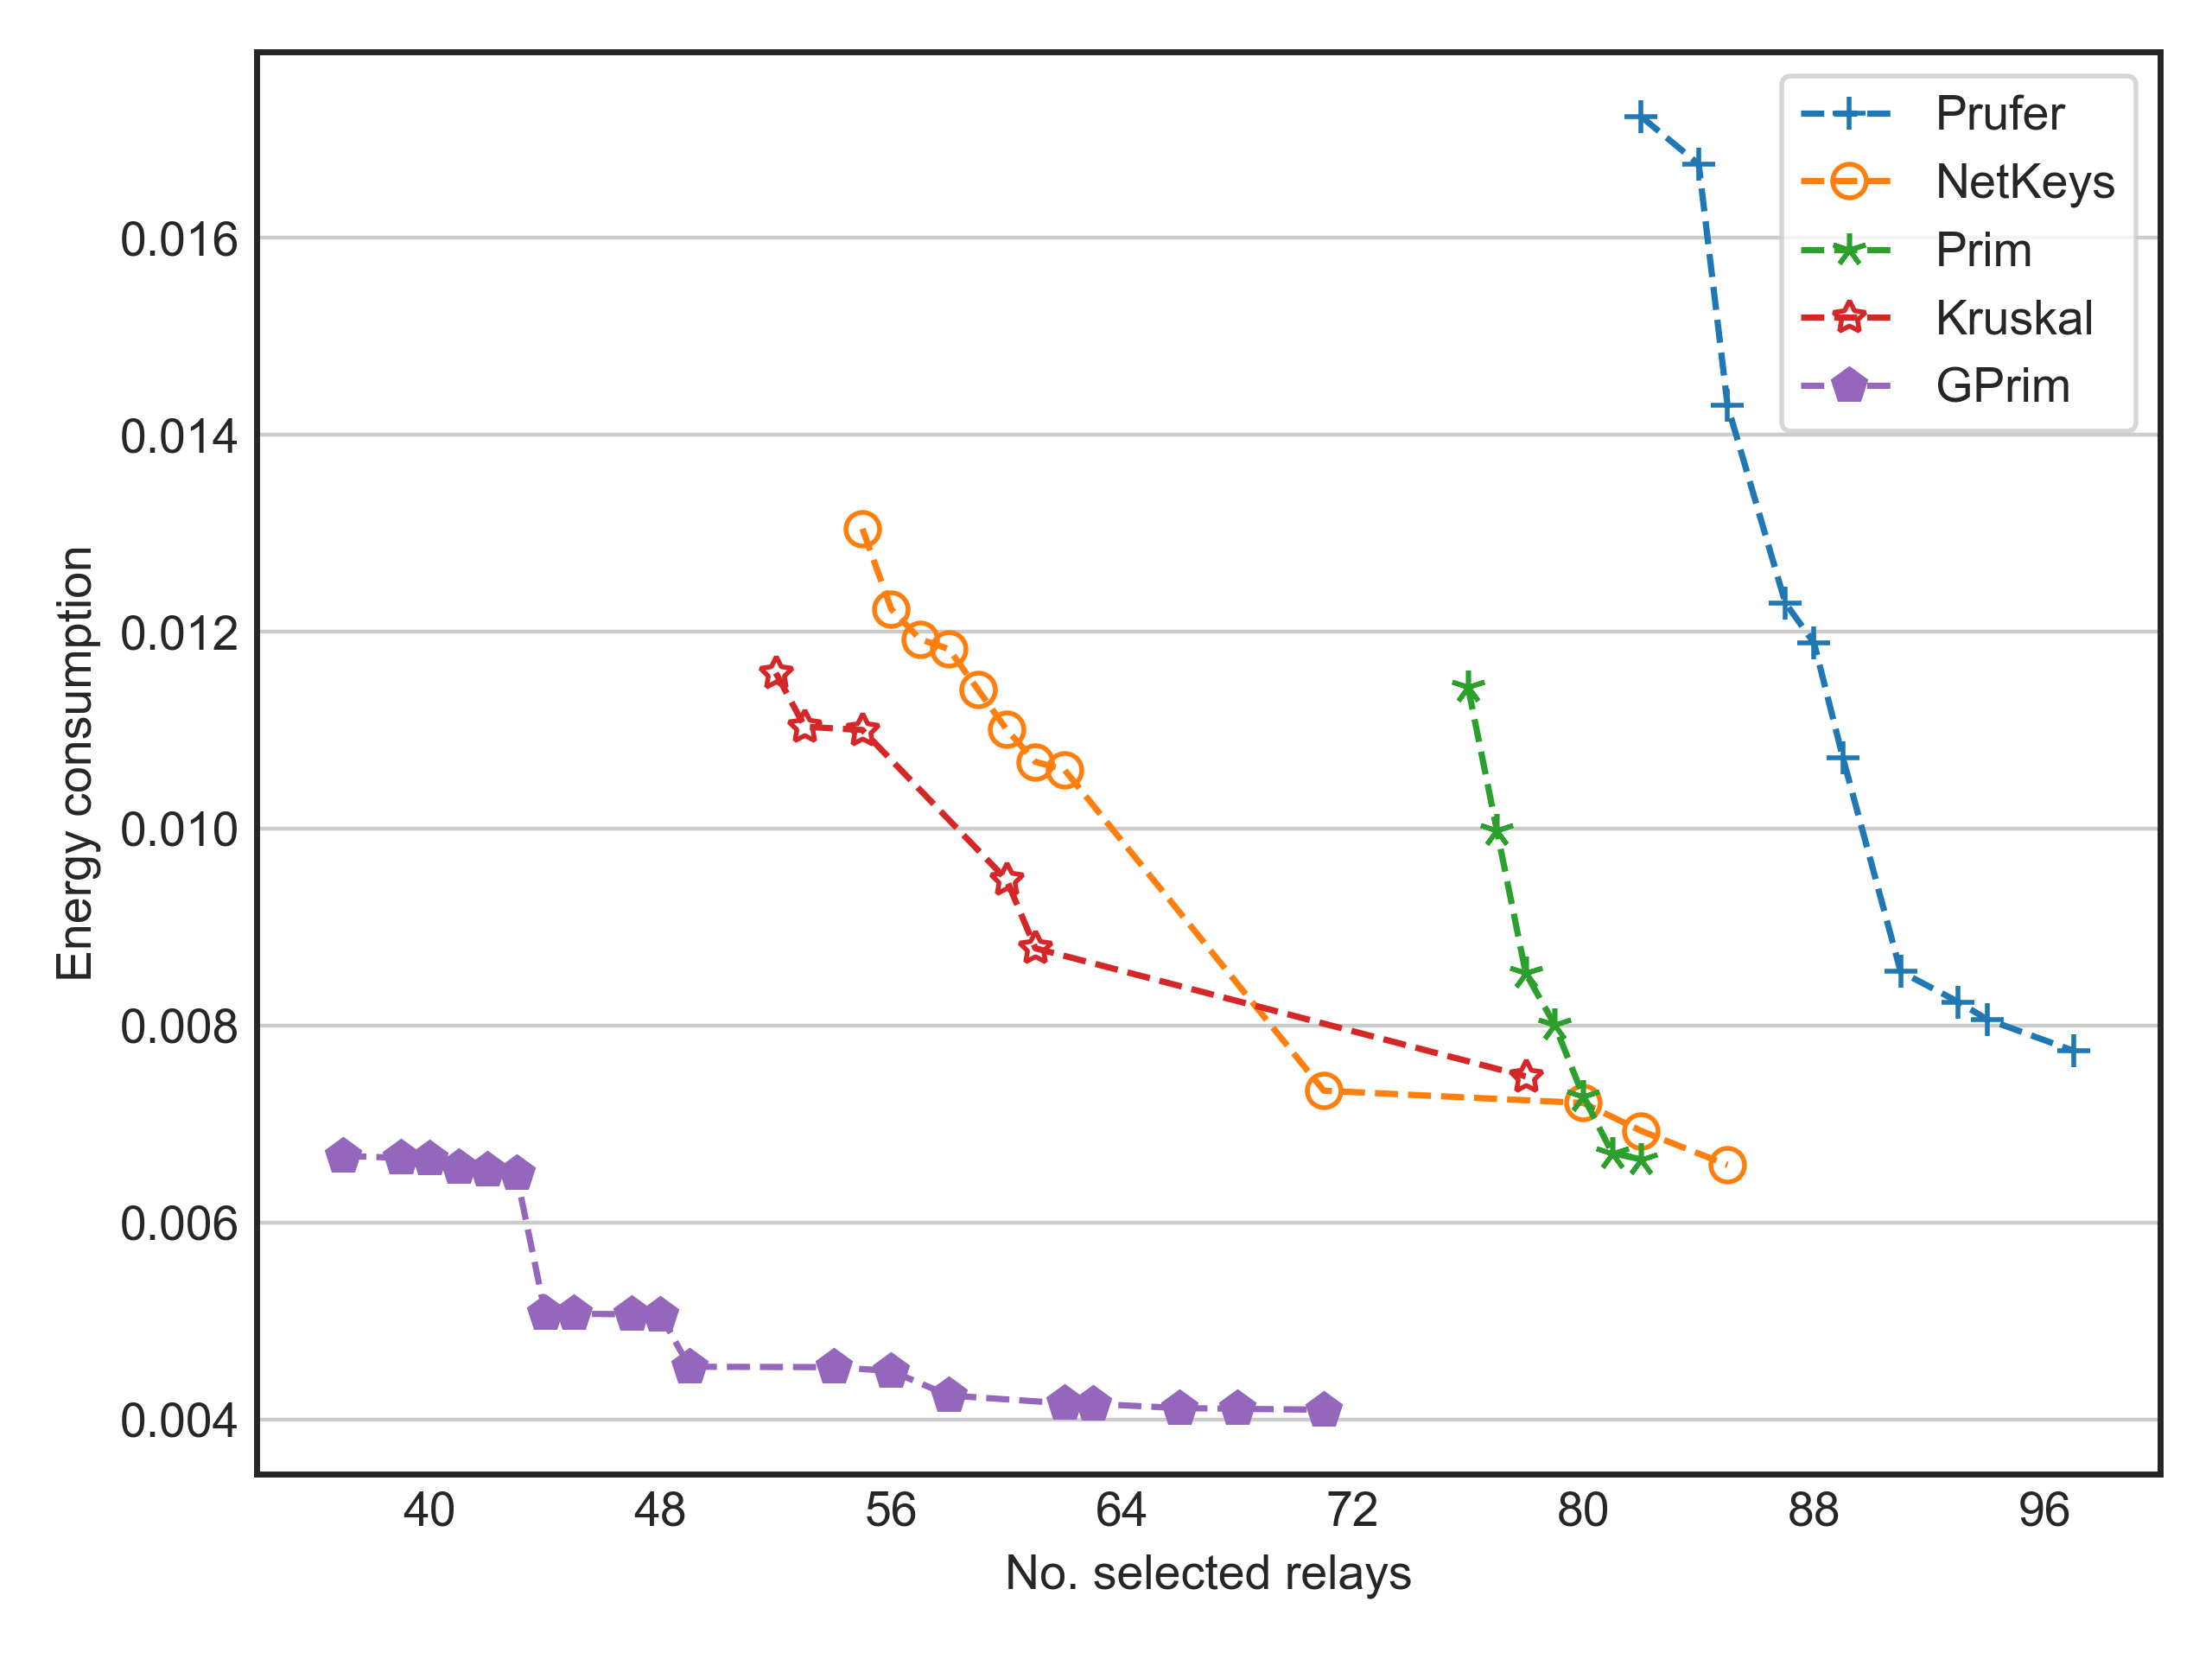 Prufer
NetKeys
Prim
Kruskal
GPrim
Energy consumption
0.016
0.014
0.012
0.010
0.008
0.006
0.004
40 48 56 64 72 80 88 96
No. selected relays